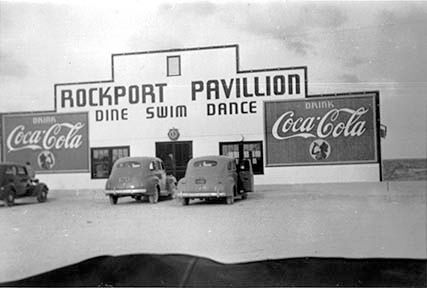 ROCKPORT PAVILLION
DINE SWIM DANCE
DRINK
Coca-Cola
DRINK
Coca-Cola